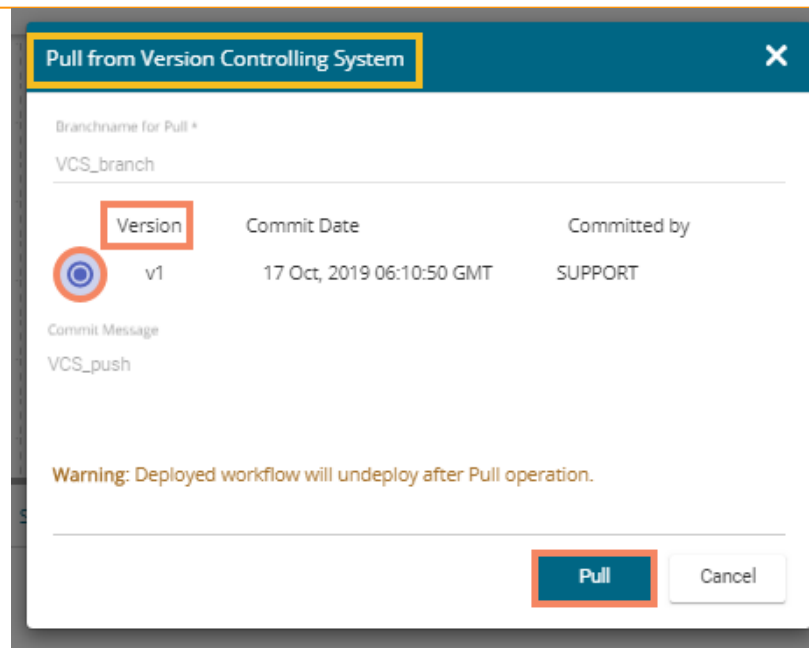 Pull from Version Controlling System
Branchname for Pull *
VCS_branch
Version Commit Date Committed by
v1 17 Oct, 2019 06:10:50 GMT SUPPORT
Commit Message
VCS_push
Warning: Deployed workflow will undeploy after Pull operation.
Pull Cancel